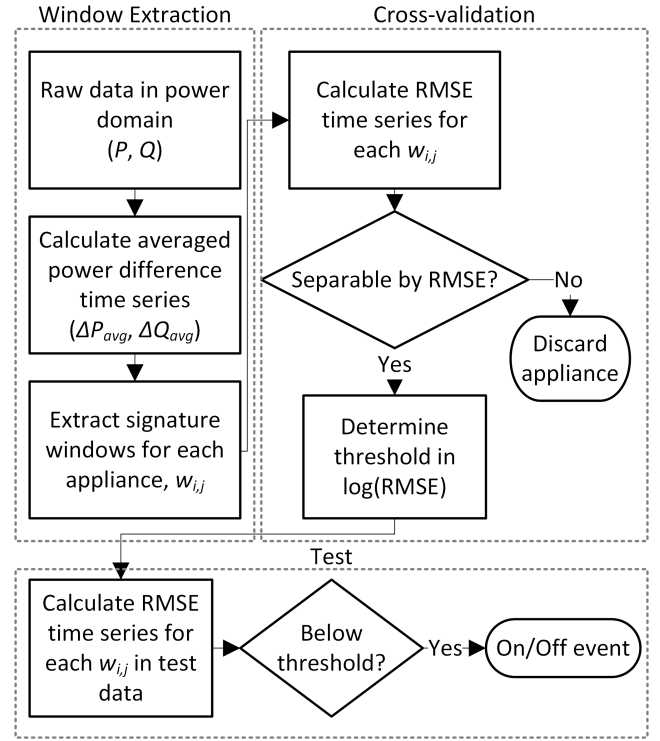 Window Extraction
Raw data in power
domain
(P, Q)
Calculate averaged
power difference
time series
(ΔPavg, ΔQavg)
Extract signature
windows for each
appliance, wi,j
Cross-validation
Calculate RMSE
time series for
each wi,j
Separable by RMSE?
No
Discard
appliance
Yes
Determine
threshold in
log(RMSE)
Test
Calculate RMSE
time series for
each wi,j in test
data
Below
threshold?
Yes
On/Off event